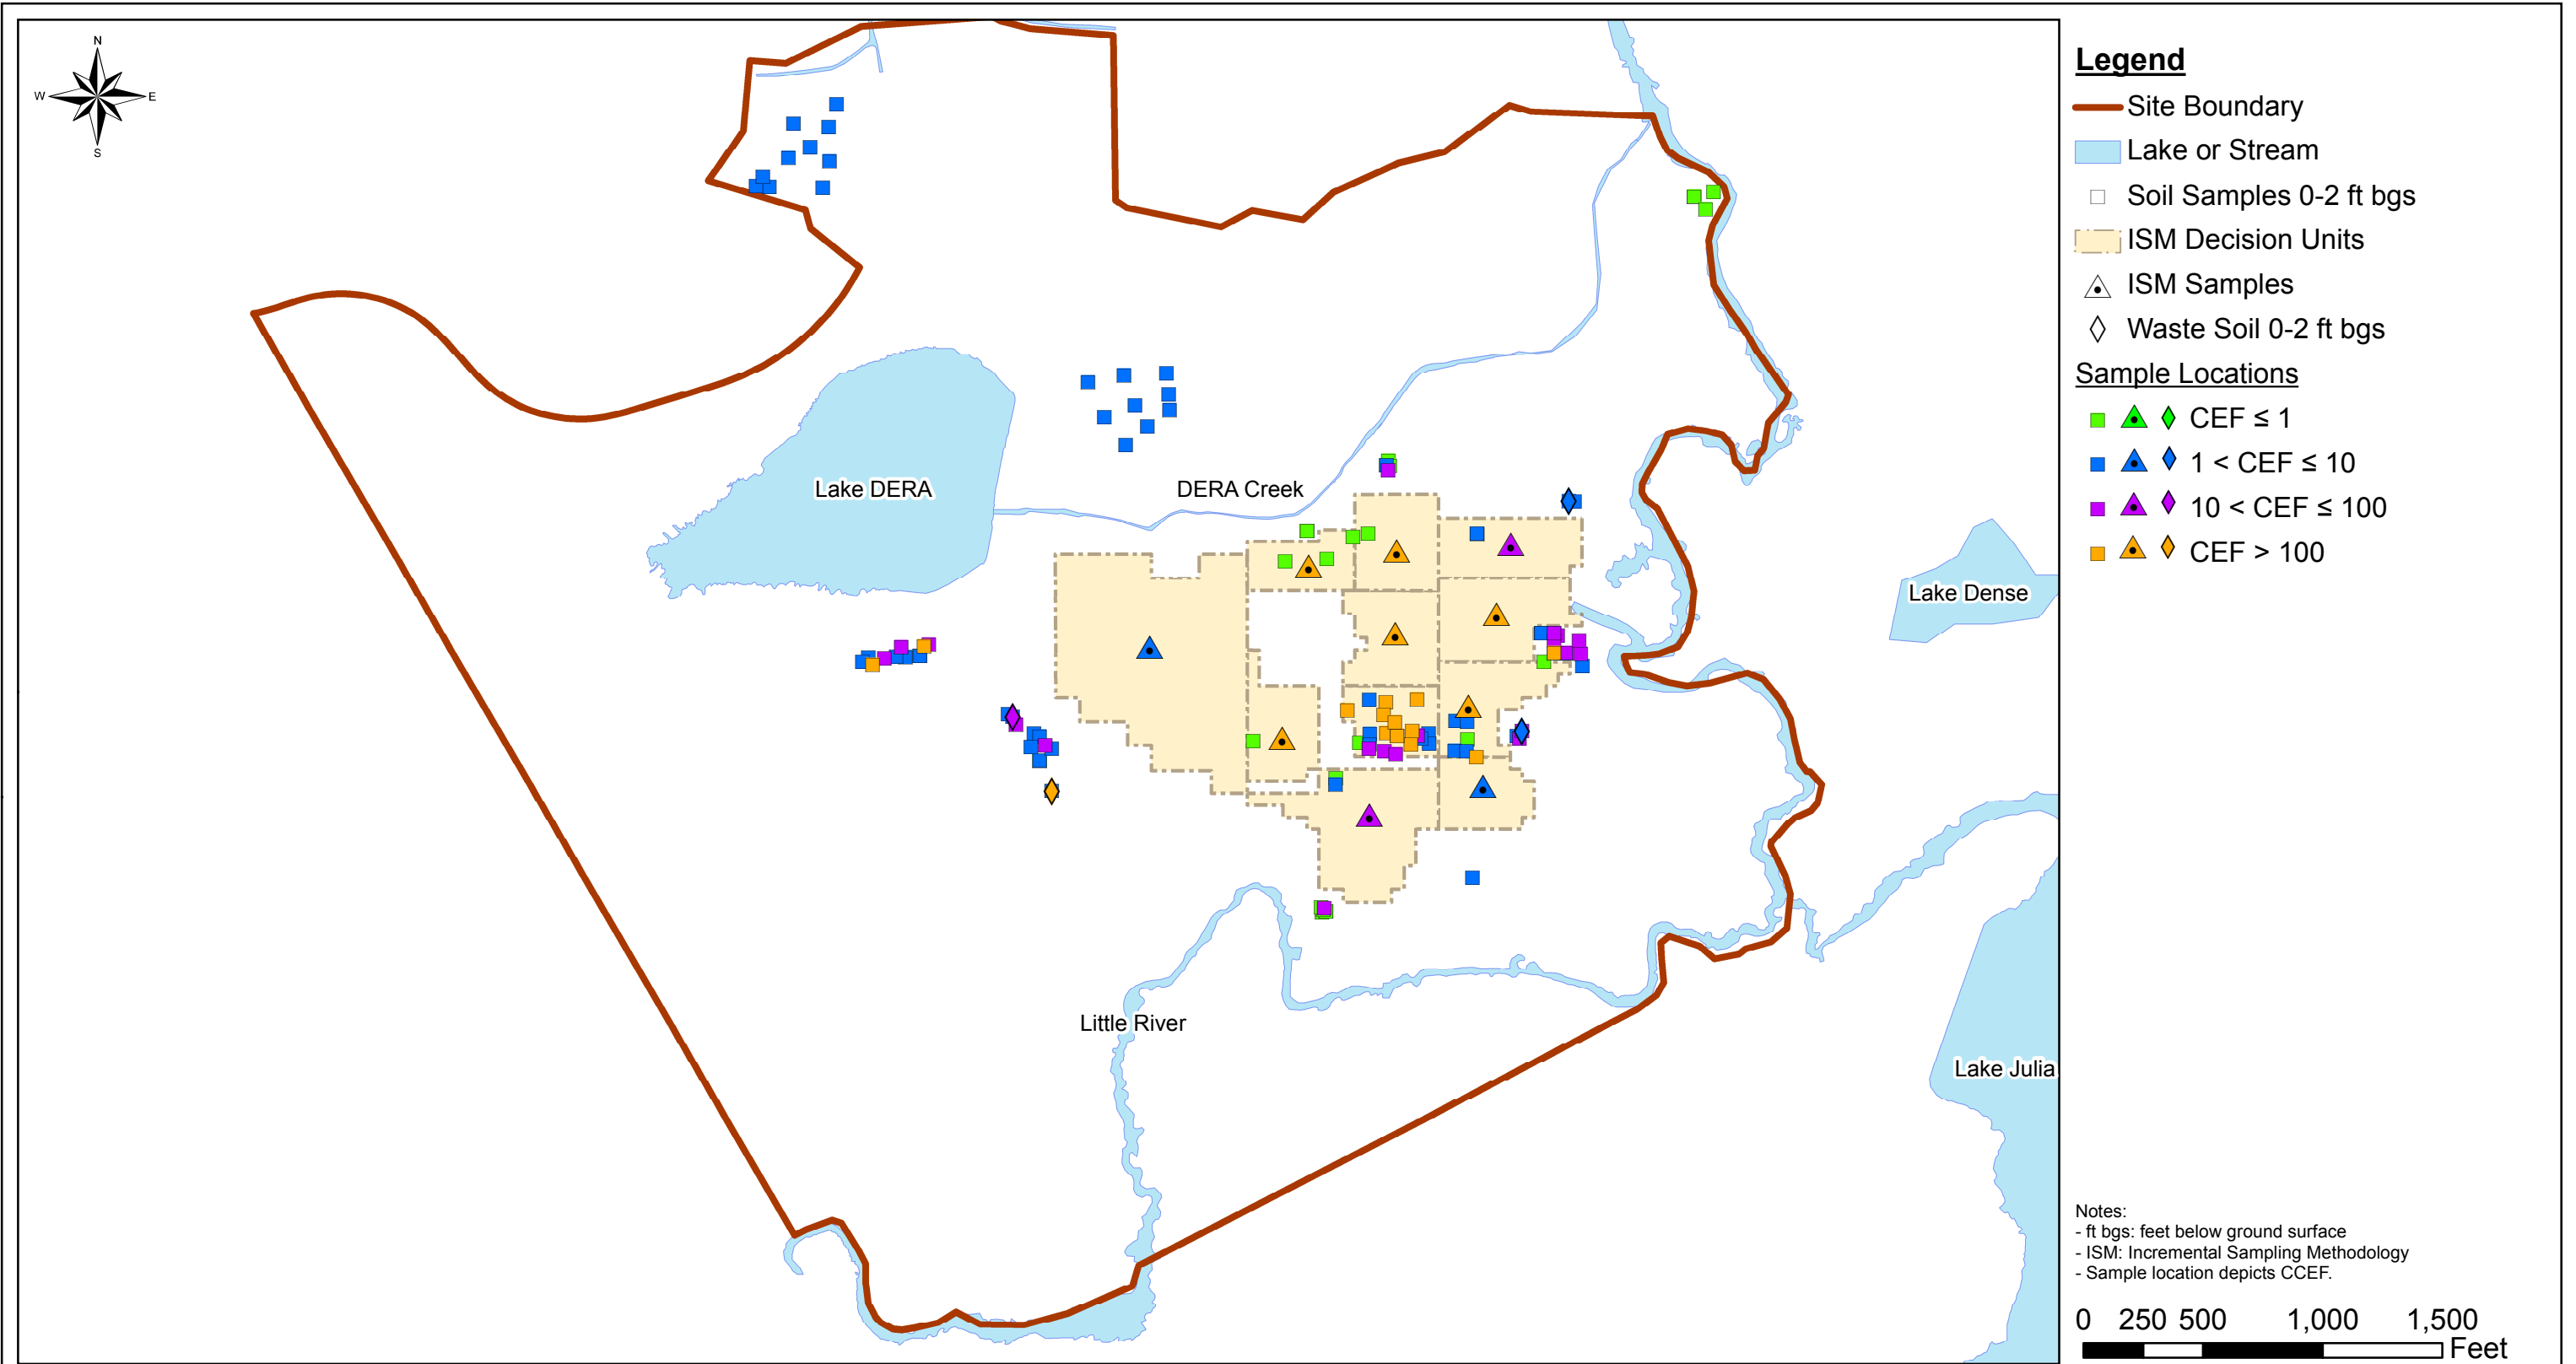 N
W E
S
Lake DERA
DERA Creek
Lake Dense
Little River
Lake Julia
Legend
Site Boundary
Lake or Stream
Soil Samples 0-2 ft bgs
ISM Decision Units
ISM Samples
Waste Soil 0-2 ft bgs
Sample Locations
CEF ≤ 1
1 < CEF ≤ 10
10 < CEF ≤ 100
CEF > 100
Notes:
- ft bgs: feet below ground surface
- ISM: Incremental Sampling Methodology
- Sample location depicts CCEF.
0 250 500 1,000 1,500
Feet